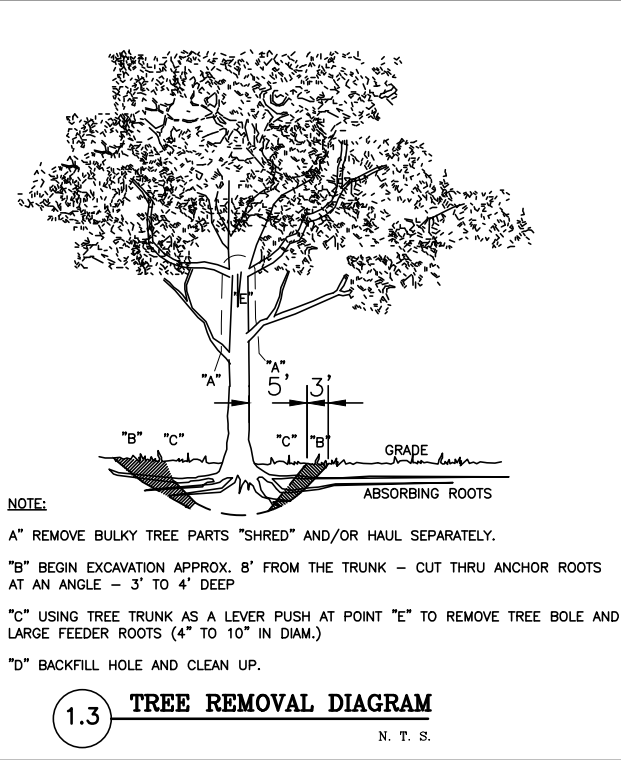 "E"
"A"
"A"
5' 3'
"B" "C" "C" "B"
GRADE
ABSORBING ROOTS
NOTE:
A" REMOVE BULKY TREE PARTS "SHRED" AND/OR HAUL SEPARATELY.
"B" BEGIN EXCAVATION APPROX. 8' FROM THE TRUNK – CUT THRU ANCHOR ROOTS
AT AN ANGLE – 3' TO 4' DEEP
"C" USING TREE TRUNK AS A LEVER PUSH AT POINT "E" TO REMOVE TREE BOLE AND
LARGE FEEDER ROOTS (4" TO 10" IN DIAM.)
"D" BACKFILL HOLE AND CLEAN UP.
1.3 TREE REMOVAL DIAGRAM
N. T. S.